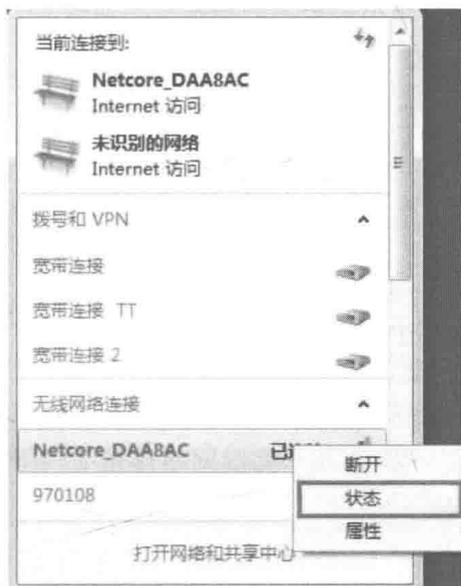 当前连接到:
Netcore_DAA8AC
Internet 访问
未识别的网络
Internet 访问
拨号和 VPN
宽带连接
宽带连接 TT
宽带连接 2
无线网络连接
Netcore_DAA8AC
断开
970108
状态
属性
打开网络和共享中心